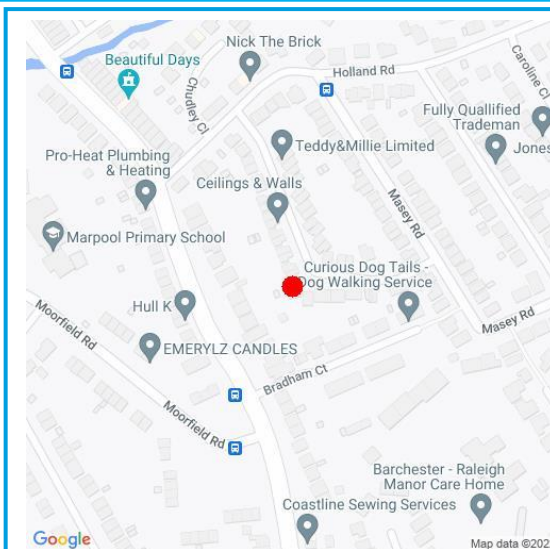 Nick The Brick
Beautiful Days
Holland Rd
Caroline Cl
Chudley Cl
Fully Quallified
Trademan
Teddy&Millie Limited
Jones
Pro-Heat Plumbing
& Heating
Ceilings & Walls
Masey Rd
Marpool Primary School
Curious Dog Tails -
Dog Walking Service
Moorfield Rd
Hull K
Masey Rd
EMERYLZ CANDLES
Bradham Ct
Moorfield Rd
Barchester - Raleigh
Manor Care Home
Coastline Sewing Services
Google
Map data ©202